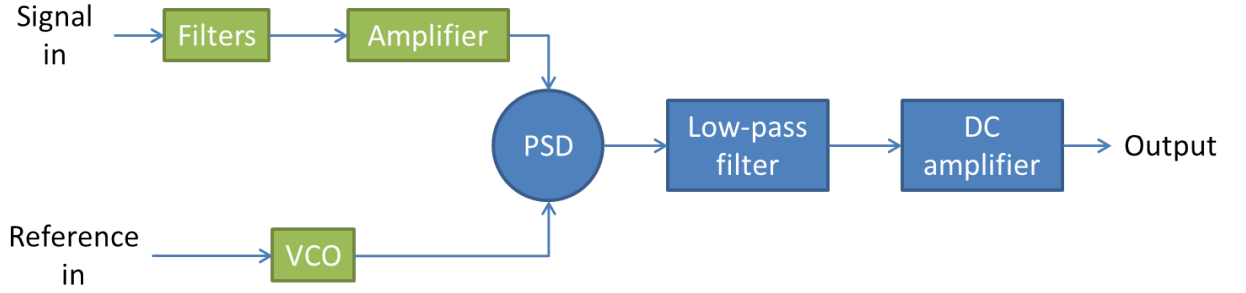 Signal
in
Filters
Amplifier
PSD
Low-pass
filter
DC
amplifier
Output
Reference
in
VCO